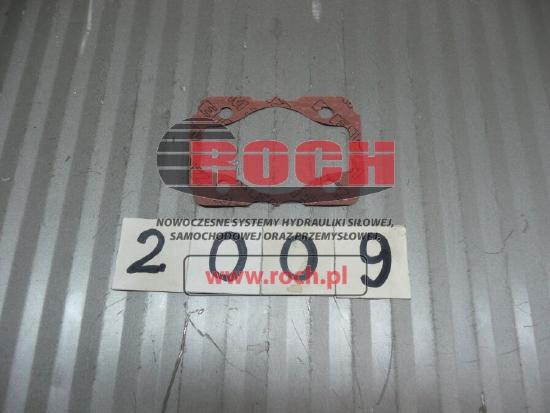 ROCH
NOWOCZESNE SYSTEMY HYDRAULIKI SIŁOWEJ,
SAMOCHODOWEJ ORAZ PRZEMYSŁOWEJ
2009
www.roch.pl